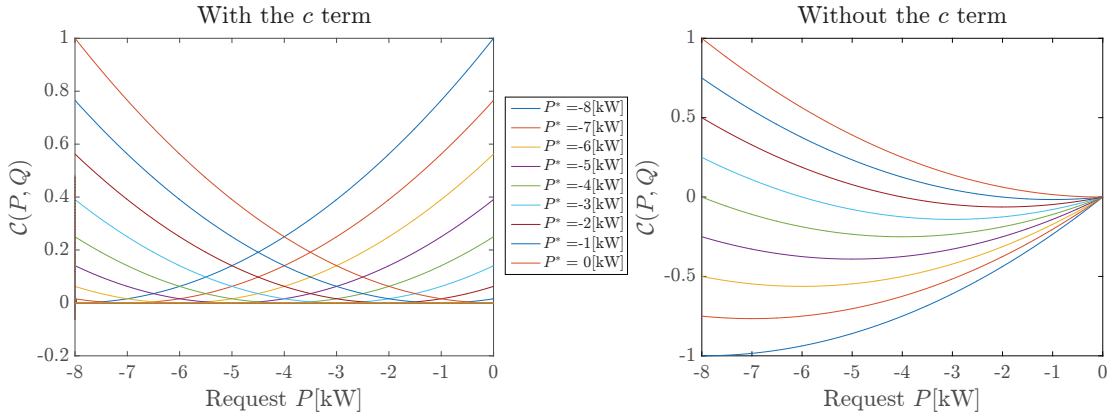 With the c term
1
0.8
0.6
0.4
0.2
0
-0.2
-8 -7 -6 -5 -4 -3 -2 -1 0
C(P, Q)
Request P[kW]
P* =-8[kW]
P* =-7[kW]
P* =-6[kW]
P* =-5[kW]
P* =-4[kW]
P* =-3[kW]
P* =-2[kW]
P* =-1[kW]
P* = 0[kW]
Without the c term
1
0.5
0
-0.5
-1
-8 -7 -6 -5 -4 -3 -2 -1 0
C(P, Q)
Request P[kW]